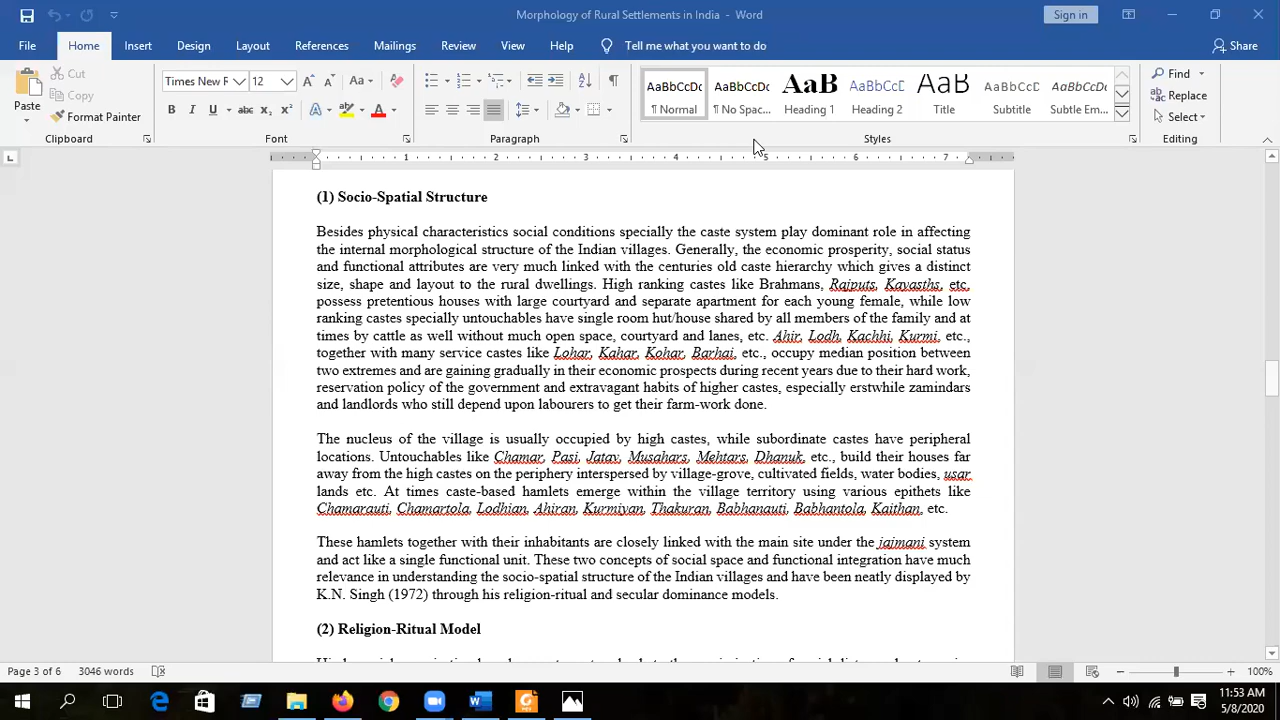 Morphology of Rural Settlements in India - Word
Sign in
File Home Insert Design Layout References Mailings Review View Help Tell me what you want to do Share
Paste
Cut
Copy
Format Painter
Clipboard
Times New F 12
Font
Paragraph
AaBbCcDc AaBbCcDc AaB AaBbCcD AaB AaBbCcD AaBbCcDc
¶ Normal ¶ No Spac... Heading 1 Heading 2 Title Subtitle Subtle Em...
Styles
Find
Replace
Select
Editing
1 2 3 4 5 6 7
(1) Socio-Spatial Structure
Besides physical characteristics social conditions specially the caste system play dominant role in affecting
the internal morphological structure of the Indian villages. Generally, the economic prosperity, social status
and functional attributes are very much linked with the centuries old caste hierarchy which gives a distinct
size, shape and layout to the rural dwellings. High ranking castes like Brahmans, Rajputs, Kayasths, etc.
possess pretentious houses with large courtyard and separate apartment for each young female, while low
ranking castes specially untouchables have single room hut/house shared by all members of the family and at
times by cattle as well without much open space, courtyard and lanes, etc. Ahir, Lodh, Kachhi, Kurmi, etc.,
together with many service castes like Lohar, Kahar, Kohar, Barhai, etc., occupy median position between
two extremes and are gaining gradually in their economic prospects during recent years due to their hard work,
reservation policy of the government and extravagant habits of higher castes, especially erstwhile zamindars
and landlords who still depend upon labourers to get their farm-work done.
The nucleus of the village is usually occupied by high castes, while subordinate castes have peripheral
locations. Untouchables like Chamar, Pasi, Jatav, Musahars, Mehtars, Dhanuk, etc., build their houses far
away from the high castes on the periphery interspersed by village-grove, cultivated fields, water bodies, usar
lands etc. At times caste-based hamlets emerge within the village territory using various epithets like
Chamarauti, Chamartola, Lodhian, Ahiran, Kurmiyan, Thakuran, Babhanauti, Babhantola, Kaithan, etc.
These hamlets together with their inhabitants are closely linked with the main site under the jajmani system
and act like a single functional unit. These two concepts of social space and functional integration have much
relevance in understanding the socio-spatial structure of the Indian villages and have been neatly displayed by
K.N. Singh (1972) through his religion-ritual and secular dominance models.
(2) Religion-Ritual Model
Page 3 of 6 3046 words 100%
11:53 AM
5/8/2020